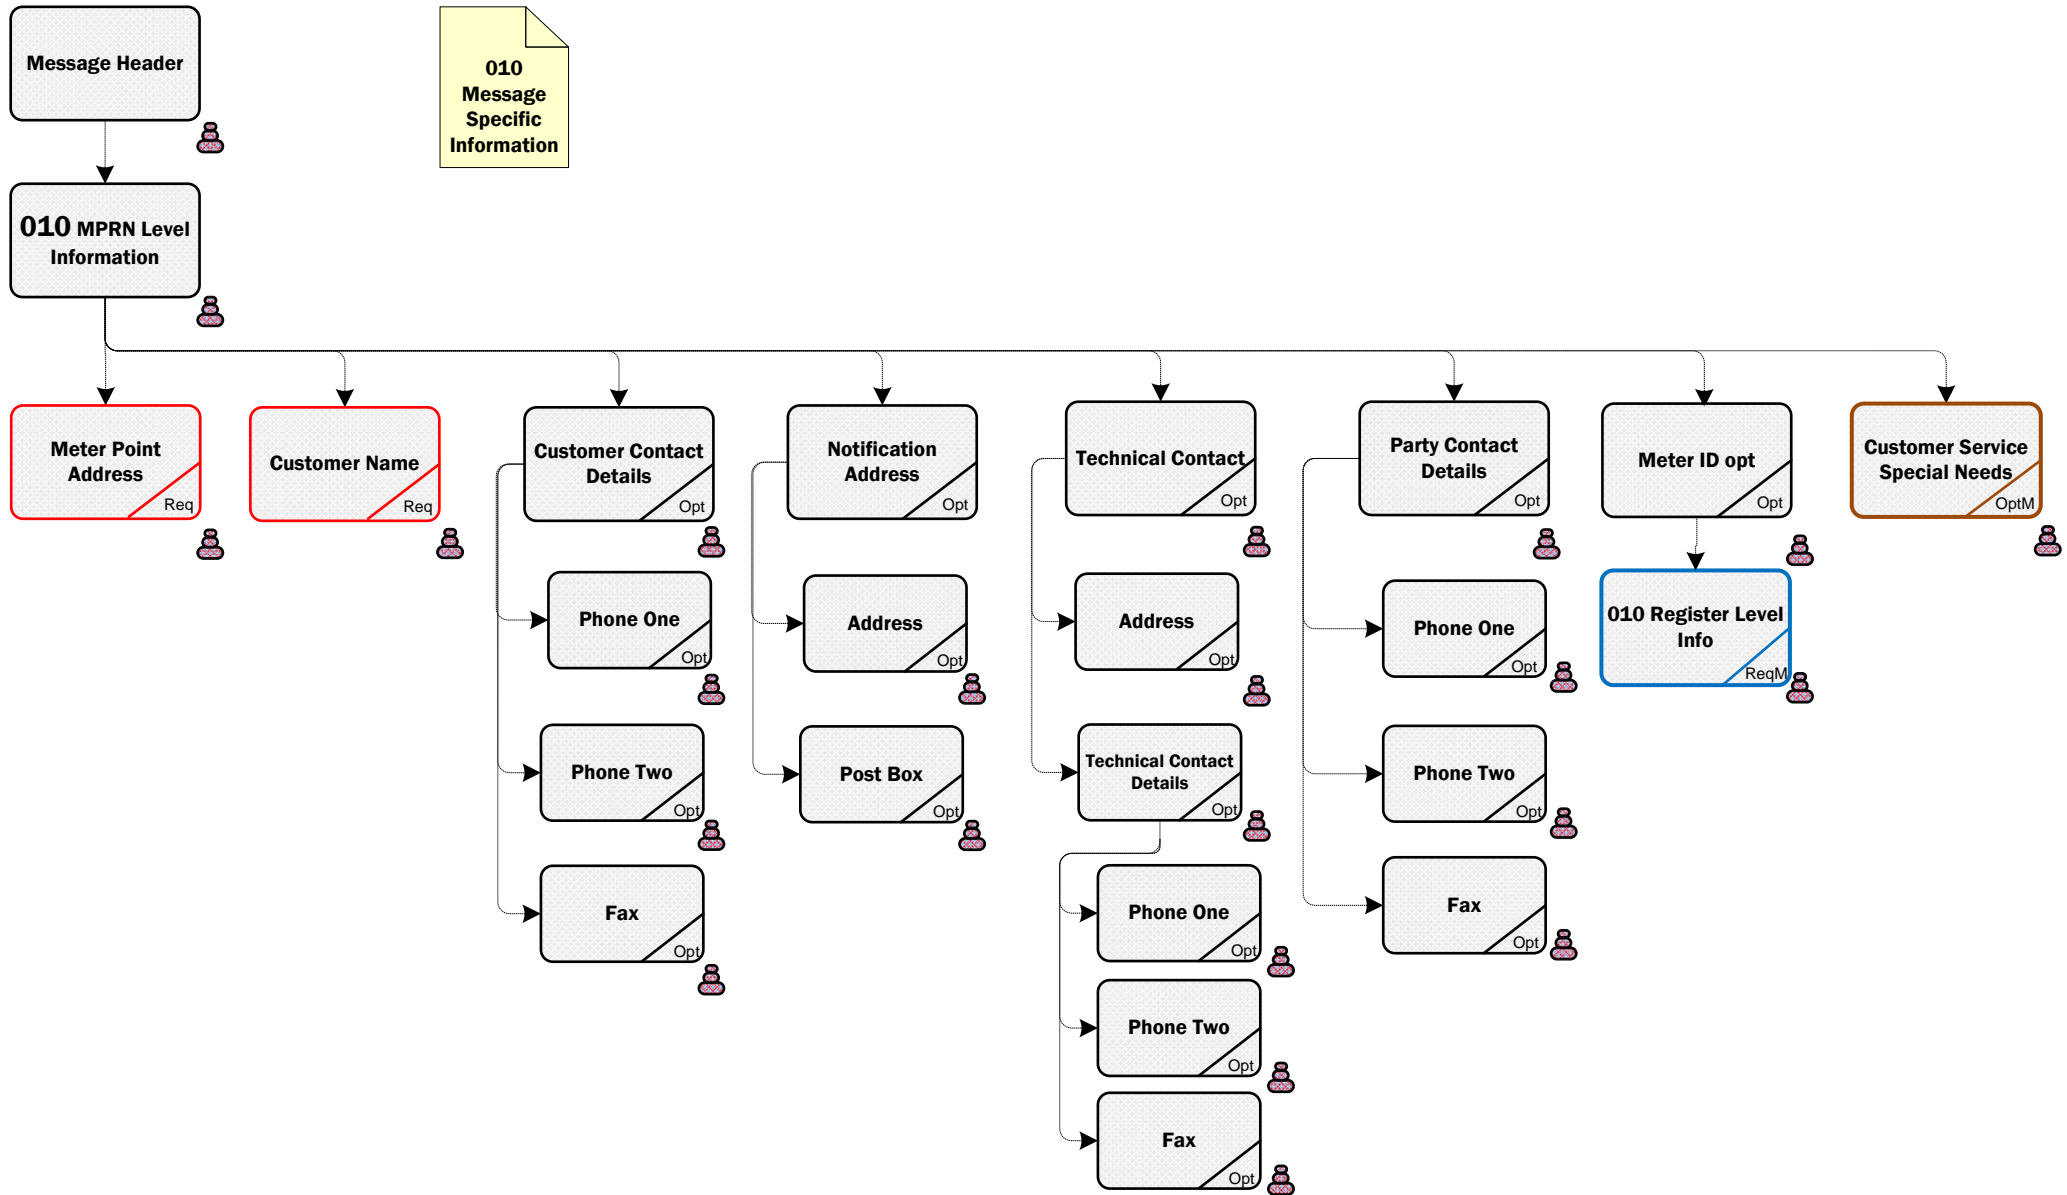 Message Header
010
Message
Specific
Information
010 MPRN Level
Information
Meter Point
Address
Req
Customer Name
Req
Customer Contact
Details
Opt
Notification
Address
Opt
Technical Contact
Opt
Party Contact
Details
Opt
Meter ID opt
Opt
Customer Service
Special Needs
OptM
Phone One
Opt
Address
Opt
Address
Opt
Phone One
Opt
010 Register Level
Info
ReqM
Phone Two
Opt
Post Box
Opt
Technical Contact
Details
Opt
Phone Two
Opt
Fax
Opt
Phone One
Opt
Fax
Opt
Phone Two
Opt
Fax
Opt